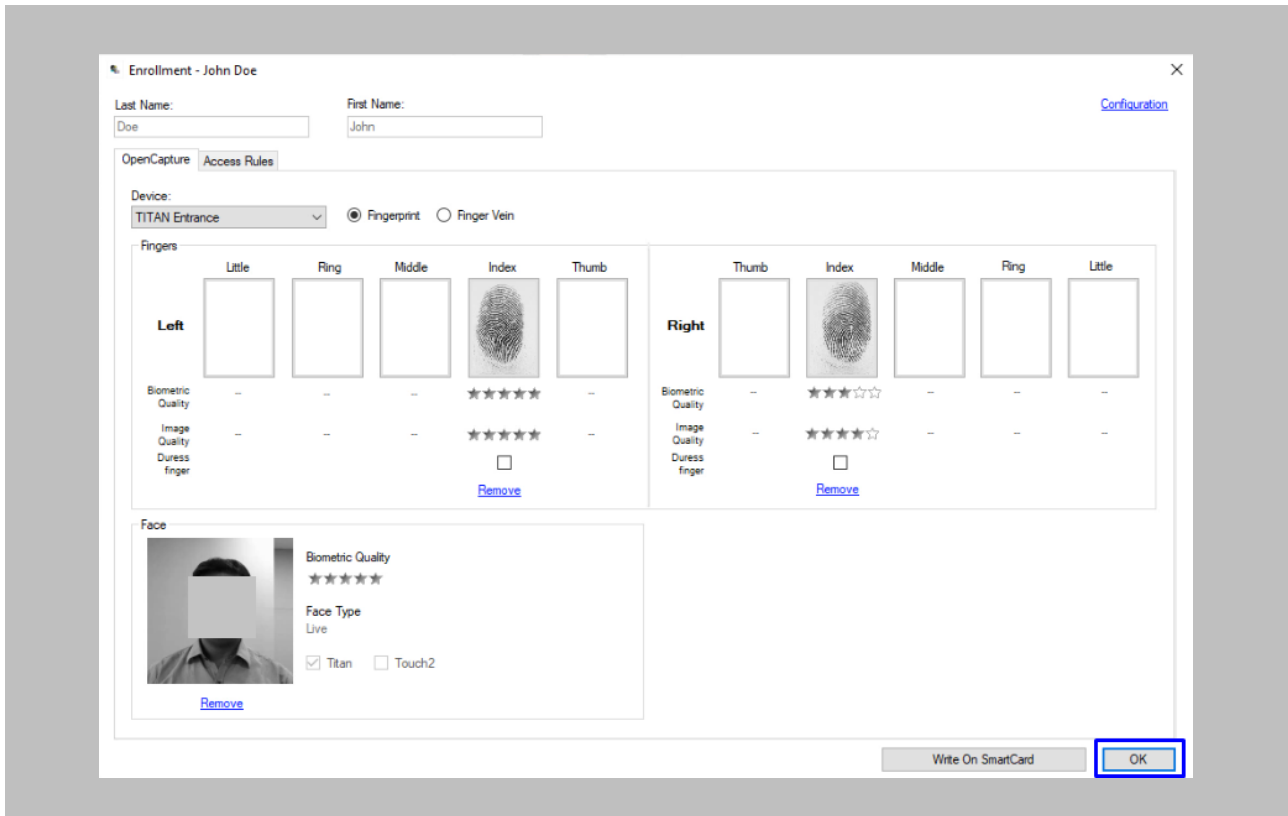 Enrollment - John Doe
Last Name: First Name: Configuration
Doe John
OpenCapture Access Rules
Device:
TITAN Entrance Fingerprint Finger Vein
Fingers
Little Ring Middle Index Thumb Thumb Index Middle Ring Little
Left Right
Biometric Quality -- -- -- ★★★★★ -- Biometric Quality -- ★★★☆☆ -- -- --
Image Quality -- -- -- ★★★★★ -- Image Quality -- ★★★★☆ -- -- --
Duress finger Duress finger
Remove Remove
Face
Biometric Quality
★★★★★
Face Type
Live
Titan Touch2
Remove
Write On SmartCard OK